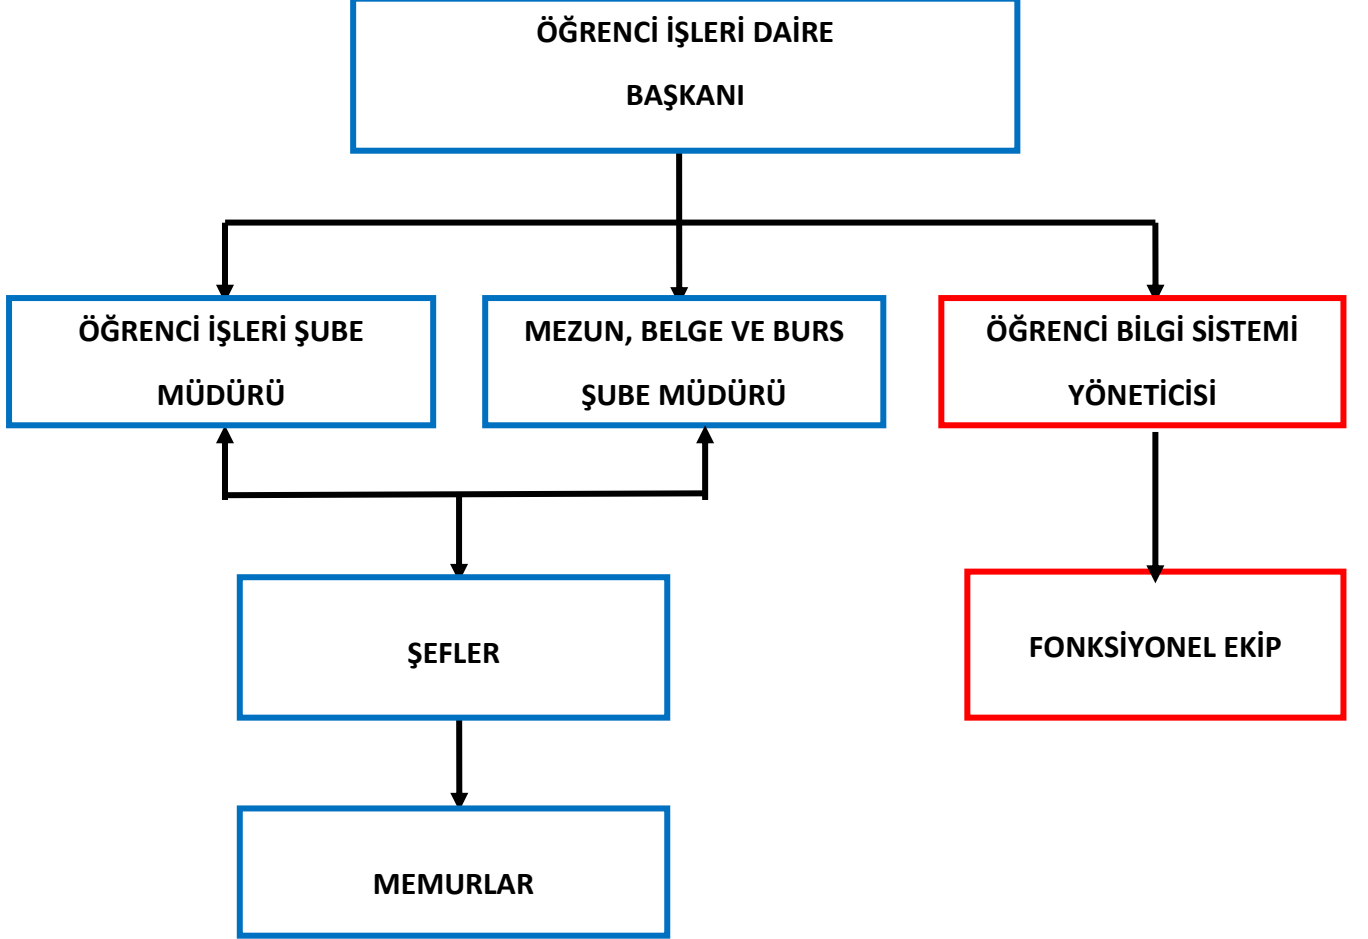 ÖĞRENCİ İŞLERİ DAİRE
BAŞKANI
ÖĞRENCİ İŞLERİ ŞUBE
MÜDÜRÜ
MEZUN, BELGE VE BURS
ŞUBE MÜDÜRÜ
ÖĞRENCİ BİLGİ SİSTEMİ
YÖNETİCİSİ
ŞEFLER
FONKSİYONEL EKİP
MEMURLAR